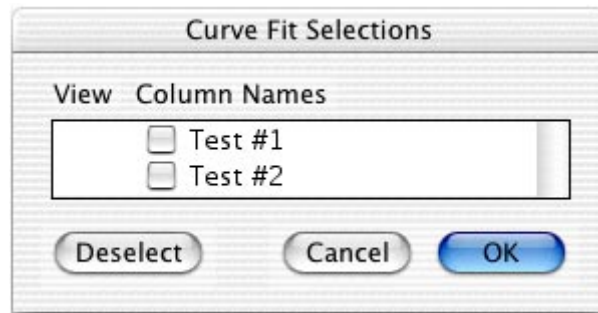 Curve Fit Selections
View Column Names
Test #1
Test #2
Deselect Cancel OK